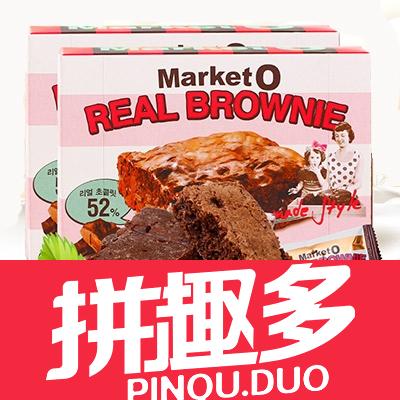 Market O
REAL BROWNIE
리얼 초콜릿
52%
made Style
Market O
BROWNIE
拼趣多
PINQU.DUO